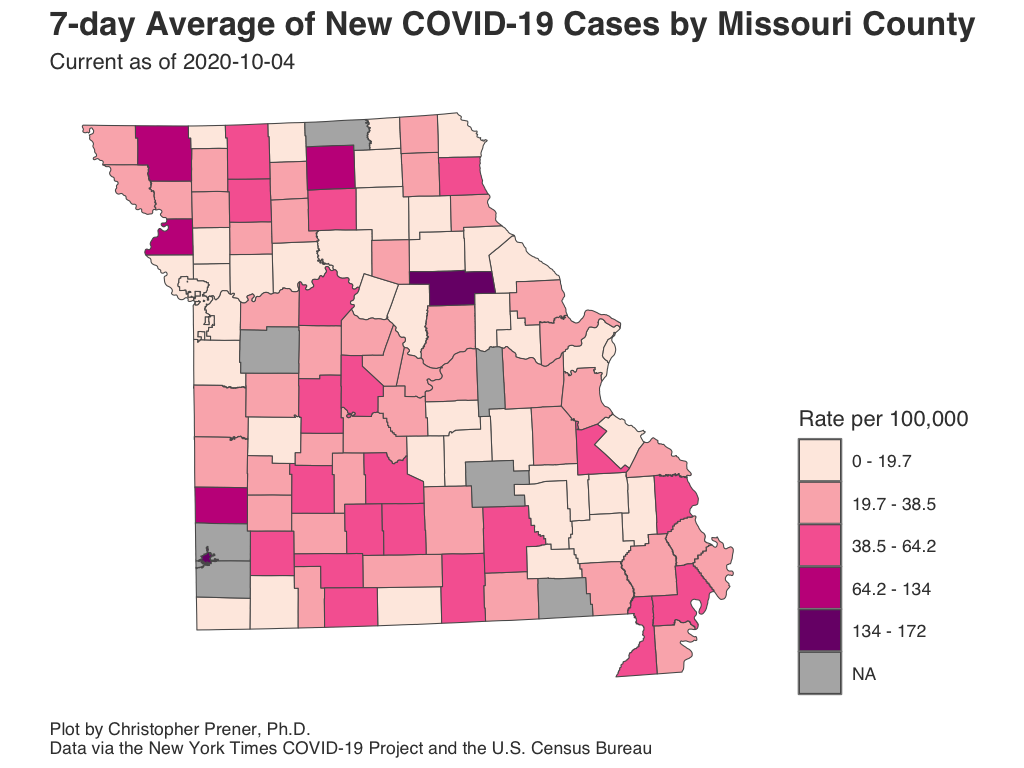 7-day Average of New COVID-19 Cases by Missouri County
Current as of 2020-10-04
Rate per 100,000
0 - 19.7
19.7 - 38.5
38.5 - 64.2
64.2 - 134
134 - 172
NA
Plot by Christopher Prener, Ph.D.
Data via the New York Times COVID-19 Project and the U.S. Census Bureau